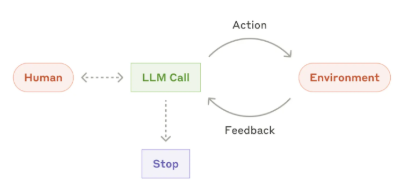 Action
Human
LLM Call
Environment
Feedback
Stop